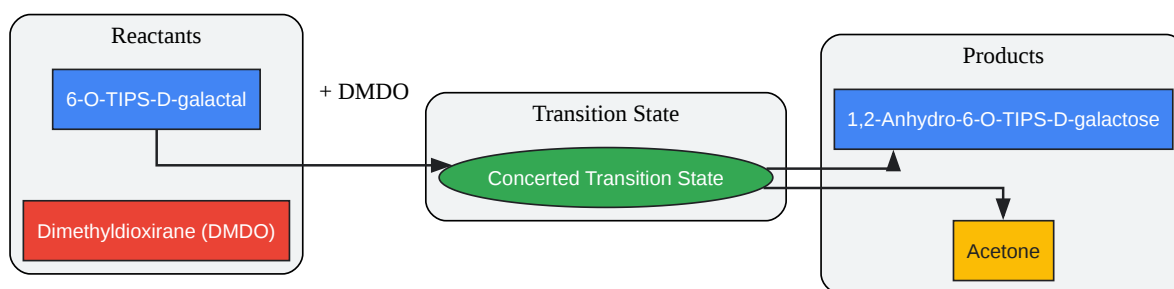 Reactants
6-O-TIPS-D-galactal
Dimethyldioxirane (DMDO)
+ DMDO
Transition State
Concerted Transition State
Products
1,2-Anhydro-6-O-TIPS-D-galactose
Acetone